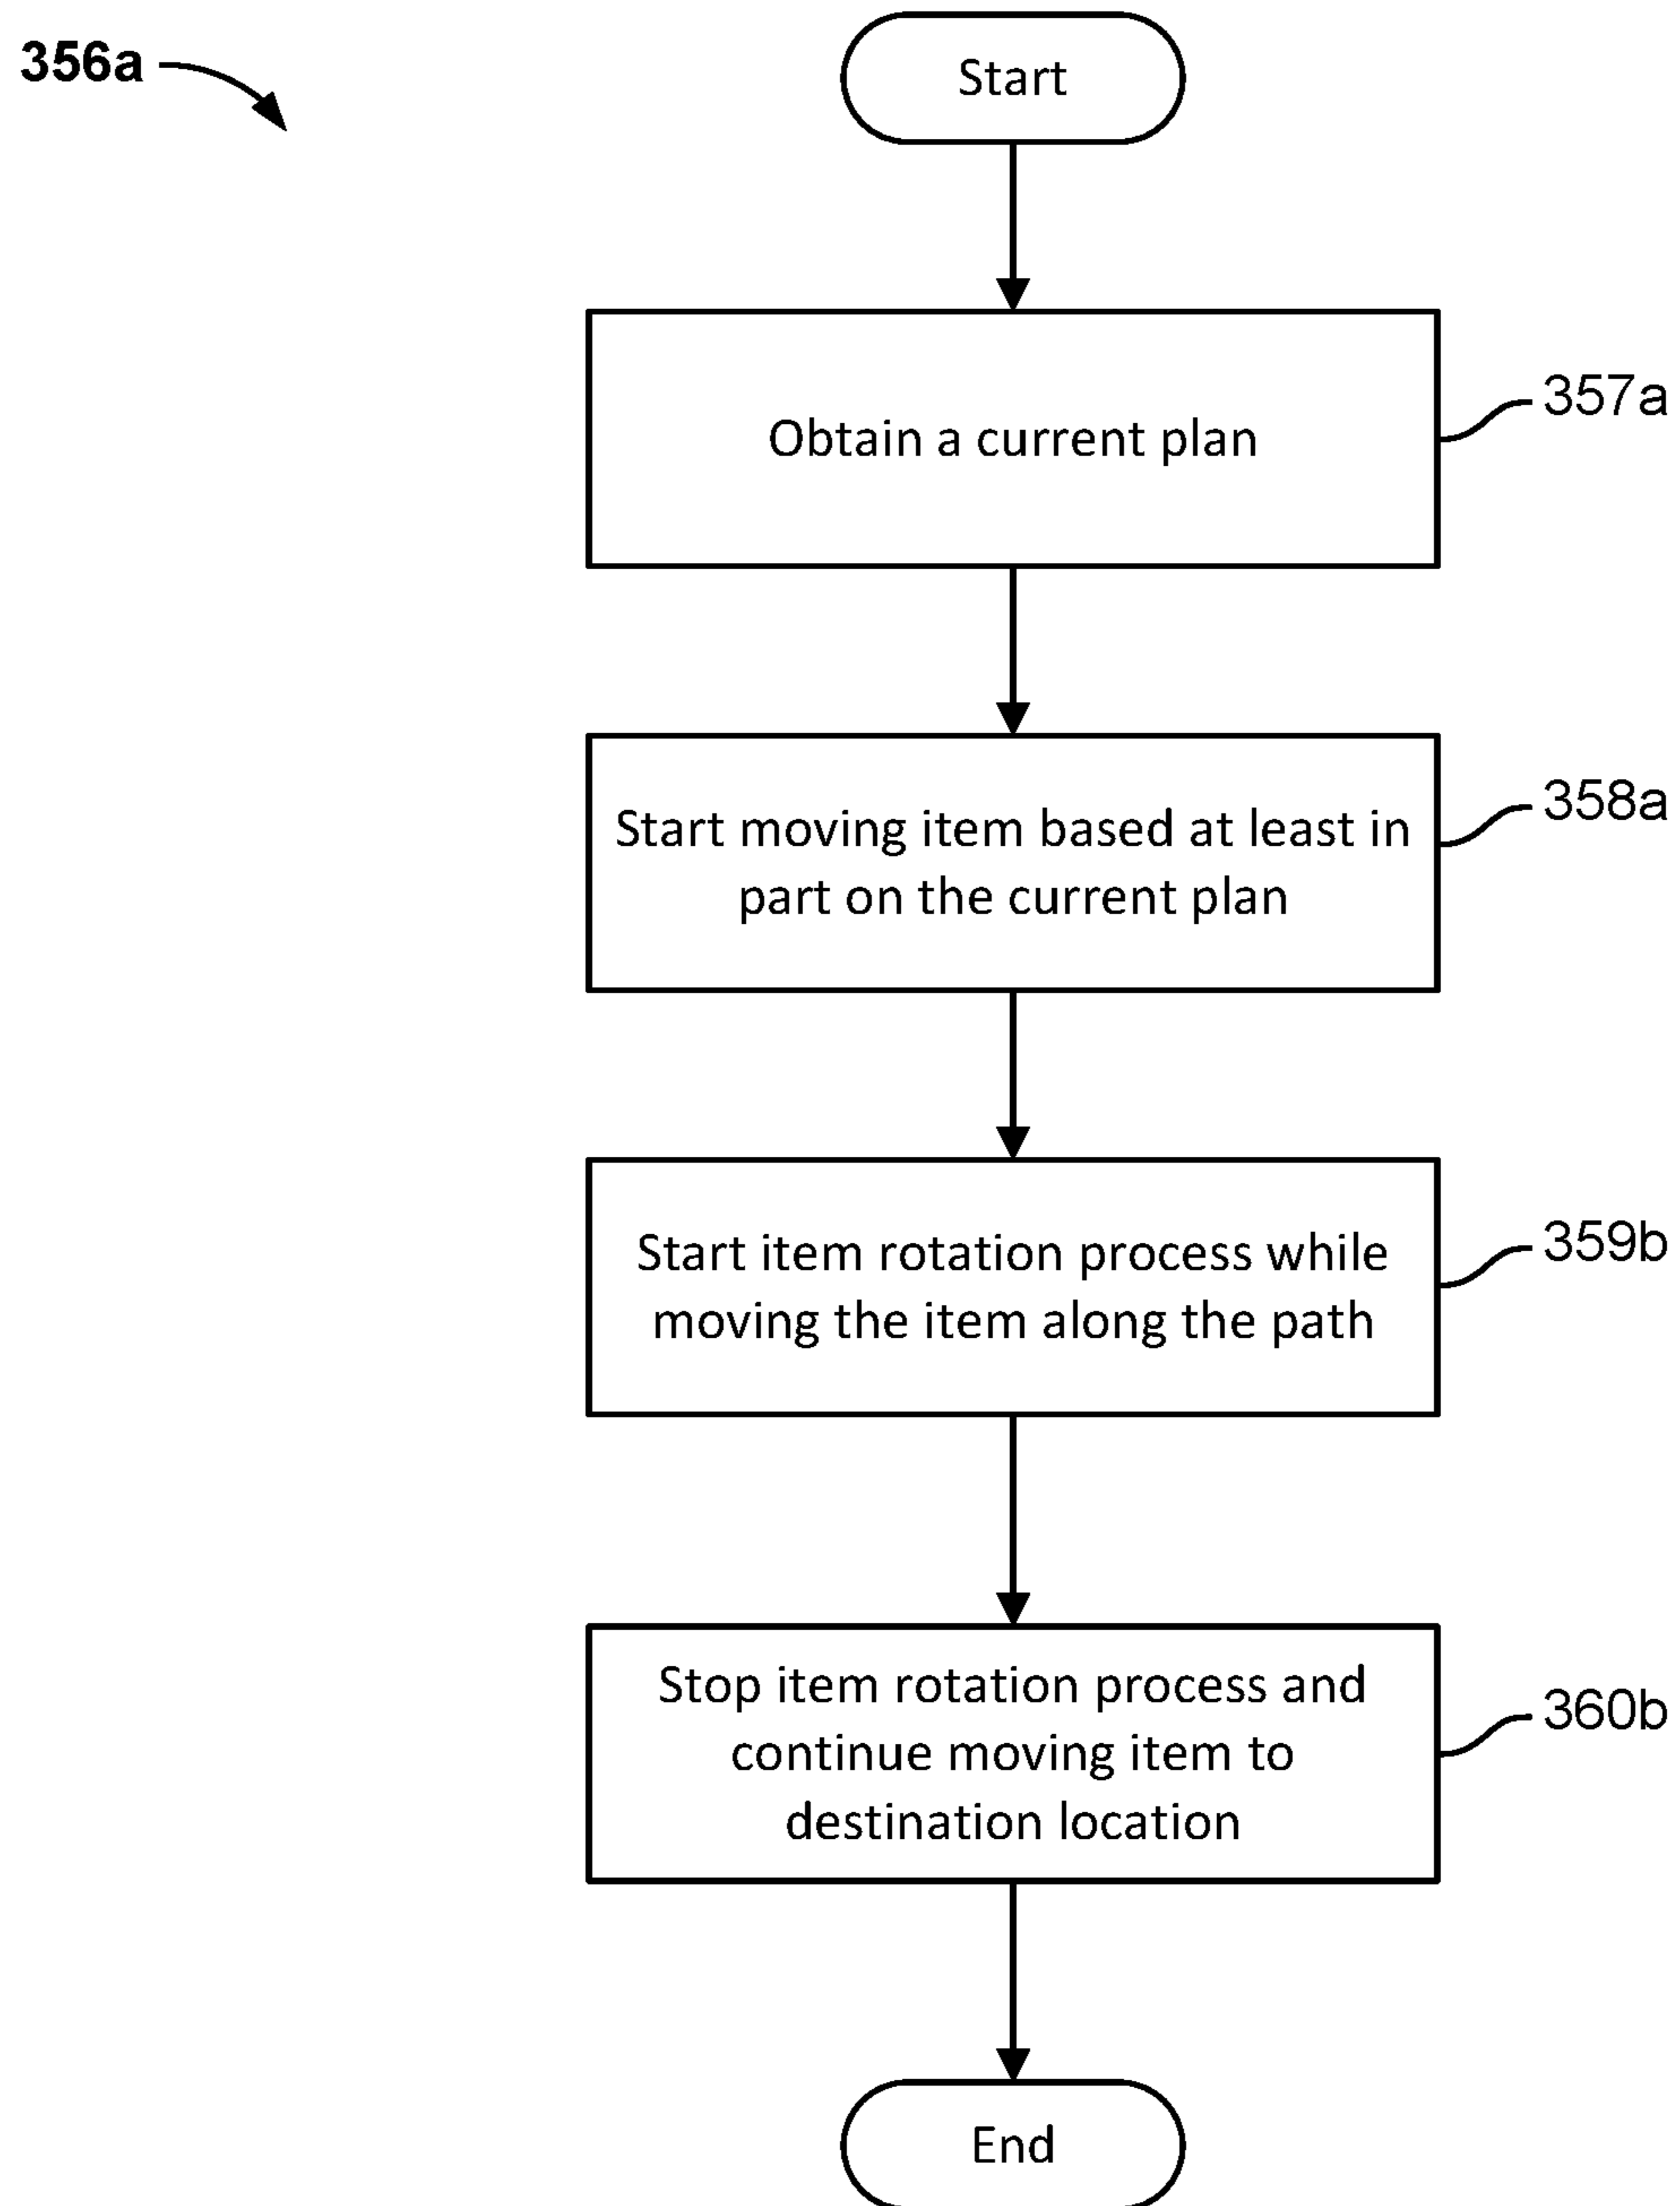 356a
Start
Obtain a current plan
357a
Start moving item based at least in
part on the current plan
358a
Start item rotation process while
moving the item along the path
359b
Stop item rotation process and
continue moving item to
destination location
360b
End